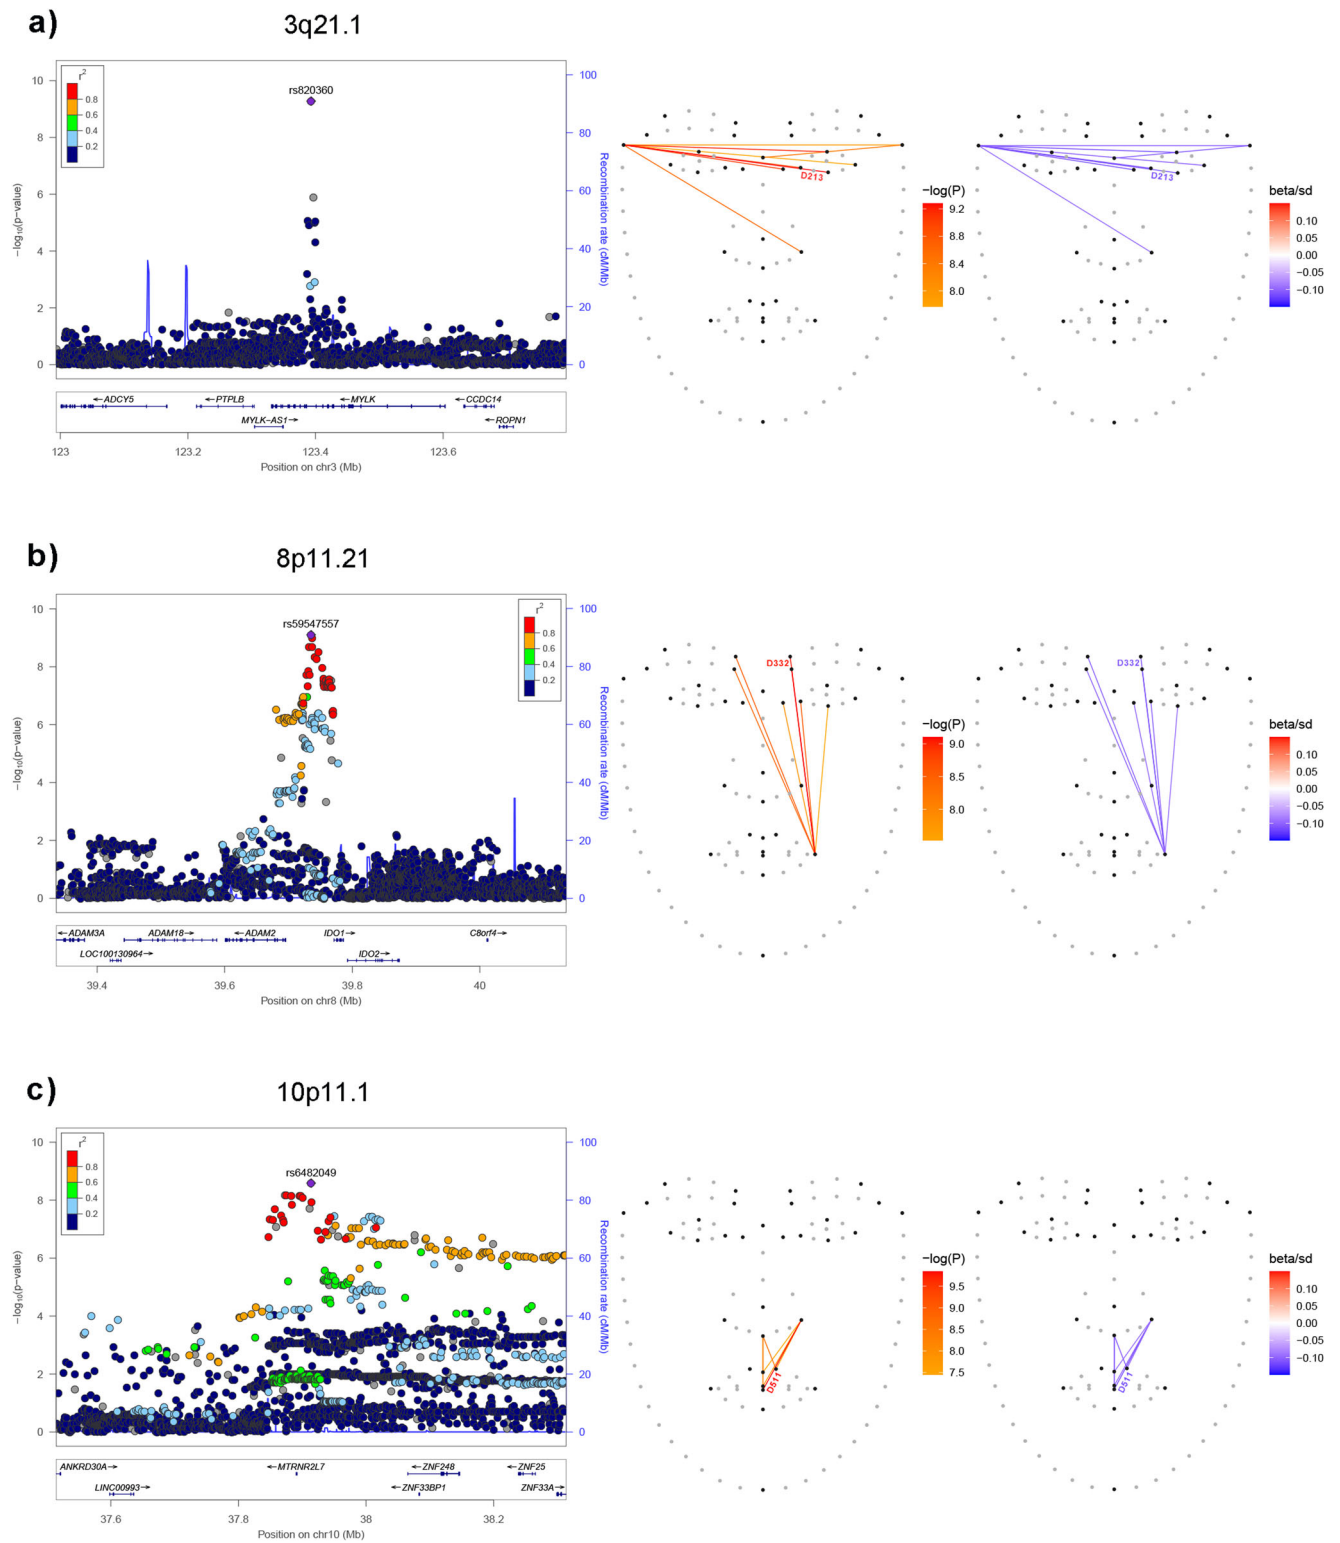 a)
3q21.1
r2
0.8
0.6
0.4
0.2
rs820360
10
8
6
4
2
0
−log10(p-value)
100
80
60
40
20
0
Recombination rate (cM/Mb)
←ADCY5
←PTPLB
←MYLK
←CCDC14
MYLK−AS1→
←ROPN1
123
123.2
123.4
123.6
Position on chr3 (Mb)
D213
−log(P)
9.2
8.8
8.4
8.0
D213
beta/sd
0.10
0.05
0.00
−0.05
−0.10
b)
8p11.21
r2
0.8
0.6
0.4
0.2
rs59547557
10
8
6
4
2
0
−log10(p-value)
100
80
60
40
20
0
Recombination rate (cM/Mb)
←ADAM3A
ADAM18→
←ADAM2
IDO1→
C8orf4→
LOC100130964→
IDO2→
39.4
39.6
39.8
40
Position on chr8 (Mb)
D332
−log(P)
9.0
8.5
8.0
D332
beta/sd
0.10
0.05
0.00
−0.05
−0.10
c)
10p11.1
r2
0.8
0.6
0.4
0.2
rs6482049
10
8
6
4
2
0
−log10(p-value)
100
80
60
40
20
0
Recombination rate (cM/Mb)
ANKRD30A→
←MTRNR2L7
←ZNF248
←ZNF25
LINC00993→
←ZNF33BP1
ZNF33A→
37.6
37.8
38
38.2
Position on chr10 (Mb)
D511
−log(P)
9.5
9.0
8.5
8.0
7.5
D511
beta/sd
0.10
0.05
0.00
−0.05
−0.10